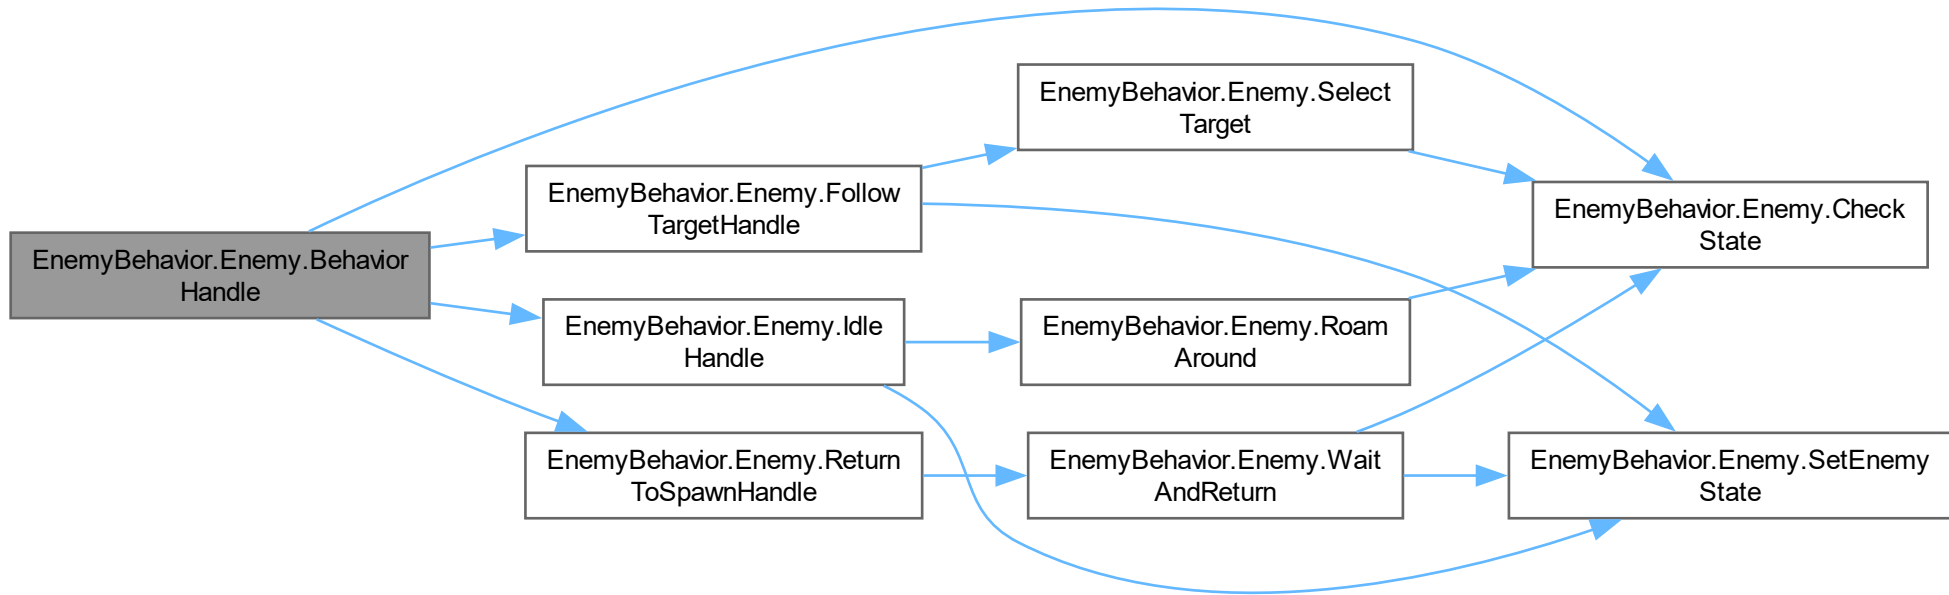 EnemyBehavior.Enemy.Behavior
Handle
EnemyBehavior.Enemy.Follow
TargetHandle
EnemyBehavior.Enemy.Idle
Handle
EnemyBehavior.Enemy.Return
ToSpawnHandle
EnemyBehavior.Enemy.Select
Target
EnemyBehavior.Enemy.Roam
Around
EnemyBehavior.Enemy.Wait
AndReturn
EnemyBehavior.Enemy.Check
State
EnemyBehavior.Enemy.SetEnemy
State